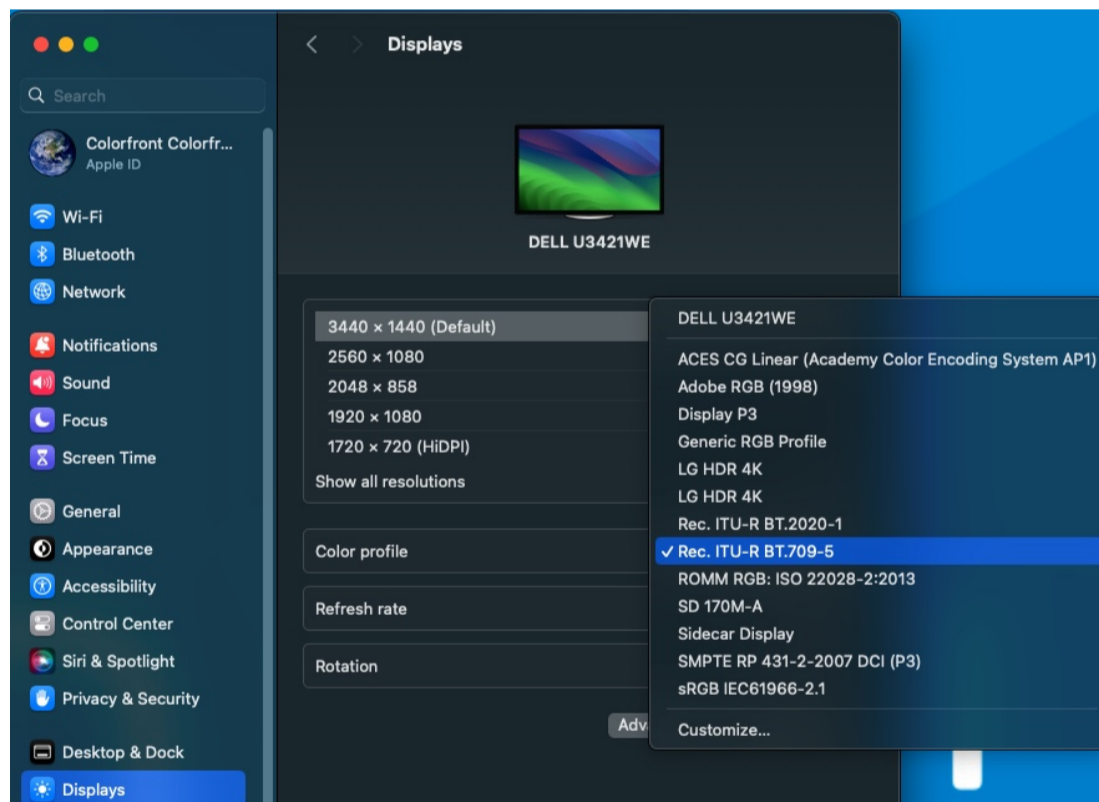 Displays
Search
Colorfront Colorfr...
Apple ID
Wi-Fi
Bluetooth
Network
Notifications
Sound
Focus
Screen Time
General
Appearance
Accessibility
Control Center
Siri & Spotlight
Privacy & Security
Desktop & Dock
Displays
DELL U3421WE
3440 × 1440 (Default)
2560 × 1080
2048 × 858
1920 × 1080
1720 × 720 (HiDPI)
Show all resolutions
Color profile
Refresh rate
Rotation
Adv
DELL U3421WE
ACES CG Linear (Academy Color Encoding System AP1)
Adobe RGB (1998)
Display P3
Generic RGB Profile
LG HDR 4K
LG HDR 4K
Rec. ITU-R BT.2020-1
✓ Rec. ITU-R BT.709-5
ROMM RGB: ISO 22028-2:2013
SD 170M-A
Sidecar Display
SMPTE RP 431-2-2007 DCI (P3)
sRGB IEC61966-2.1
Customize...